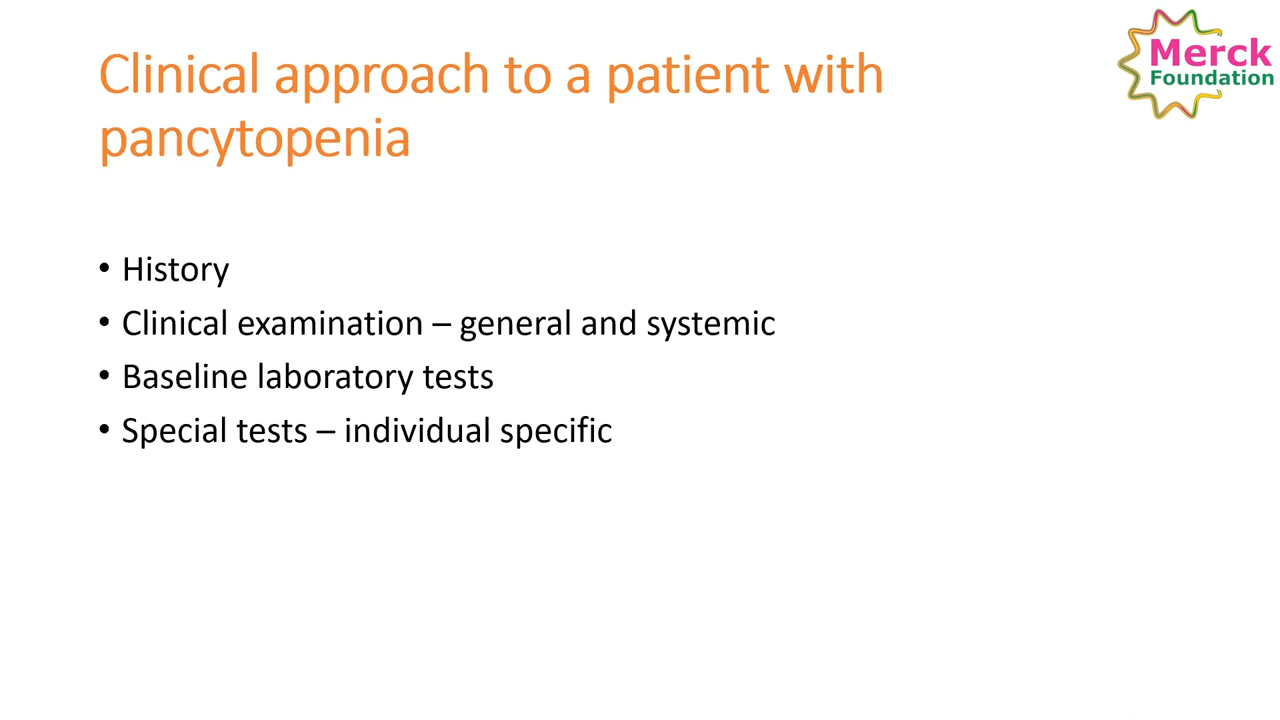 Clinical approach to a patient with
pancytopenia
Merck
Foundation
• History
• Clinical examination – general and systemic
• Baseline laboratory tests
• Special tests – individual specific